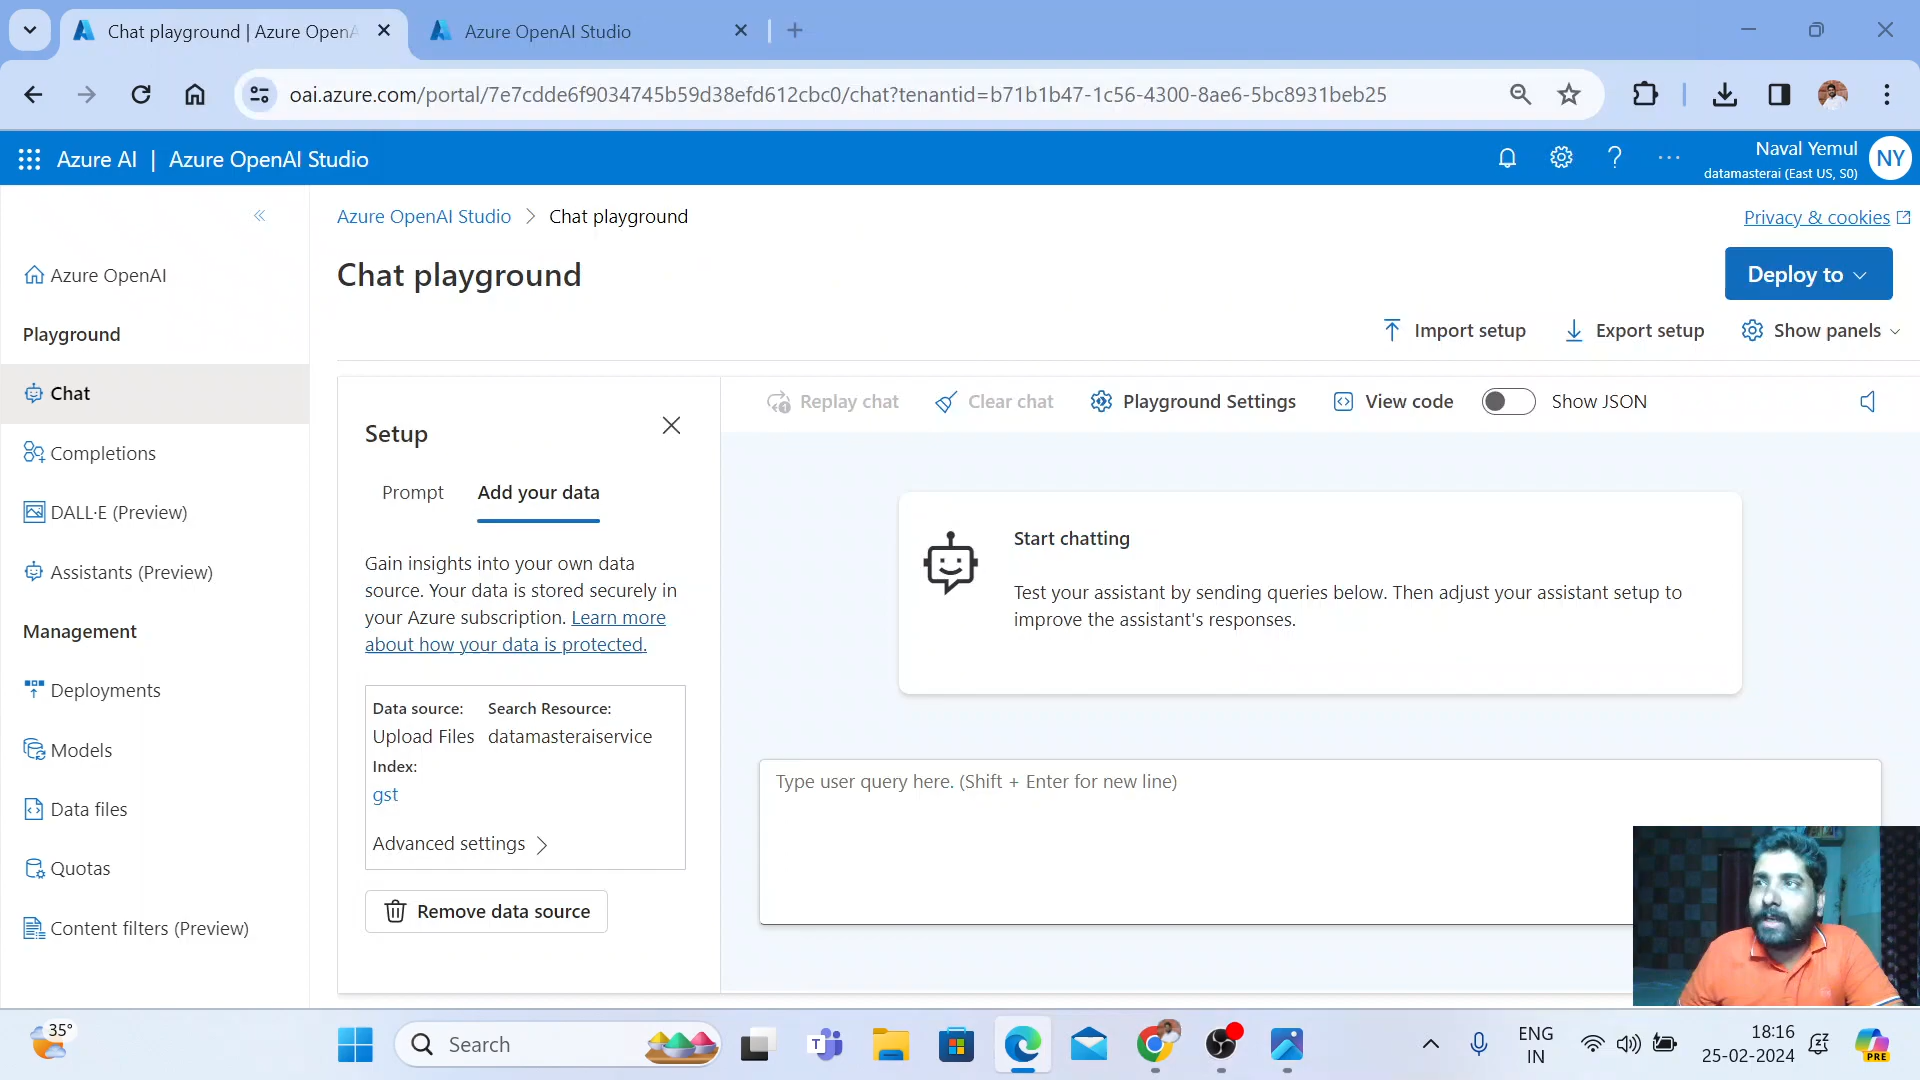 Chat playground | Azure OpenA
Azure OpenAI Studio
oai.azure.com/portal/7e7cdde6f9034745b59d38efd612cbc0/chat?tenantid=b71b1b47-1c56-4300-8ae6-5bc8931beb25
Azure AI | Azure OpenAI Studio
Naval Yemul
datamasterai (East US, S0)
NY
Azure OpenAI Studio > Chat playground
Privacy & cookies
Chat playground
Deploy to
Import setup
Export setup
Show panels
Azure OpenAI
Playground
Chat
Completions
DALL·E (Preview)
Assistants (Preview)
Management
Deployments
Models
Data files
Quotas
Content filters (Preview)
Setup
Prompt
Add your data
Gain insights into your own data
source. Your data is stored securely in
your Azure subscription. Learn more
about how your data is protected.
Data source: Search Resource:
Upload Files datamasteraiservice
Index:
gst
Advanced settings
Remove data source
Replay chat
Clear chat
Playground Settings
View code
Show JSON
Start chatting
Test your assistant by sending queries below. Then adjust your assistant setup to
improve the assistant's responses.
Type user query here. (Shift + Enter for new line)
35°
Search
ENG
IN
18:16
25-02-2024
PRE